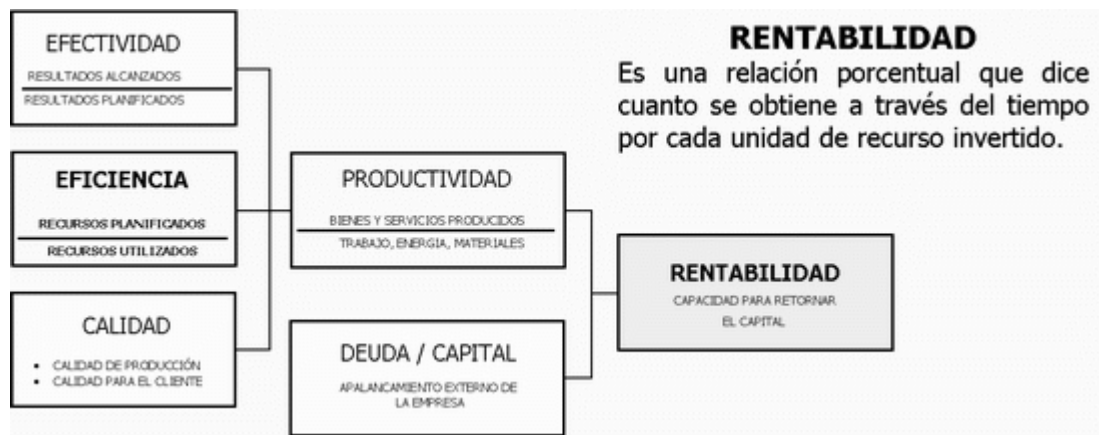 EFECTIVIDAD
RESULTADOS ALCANZADOS
RESULTADOS PLANIFICADOS
EFICIENCIA
RECURSOS PLANIFICADOS
RECURSOS UTILIZADOS
CALIDAD
• CALIDAD DE PRODUCCIÓN
• CALIDAD PARA EL CLIENTE
PRODUCTIVIDAD
BIENES Y SERVICIOS PRODUCIDOS
TRABAJO, ENERGIA, MATERIALES
DEUDA / CAPITAL
APALANCAMIENTO EXTERNO DE
LA EMPRESA
RENTABILIDAD
Es una relación porcentual que dice
cuanto se obtiene a través del tiempo
por cada unidad de recurso invertido.
RENTABILIDAD
CAPACIDAD PARA RETORNAR
EL CAPITAL